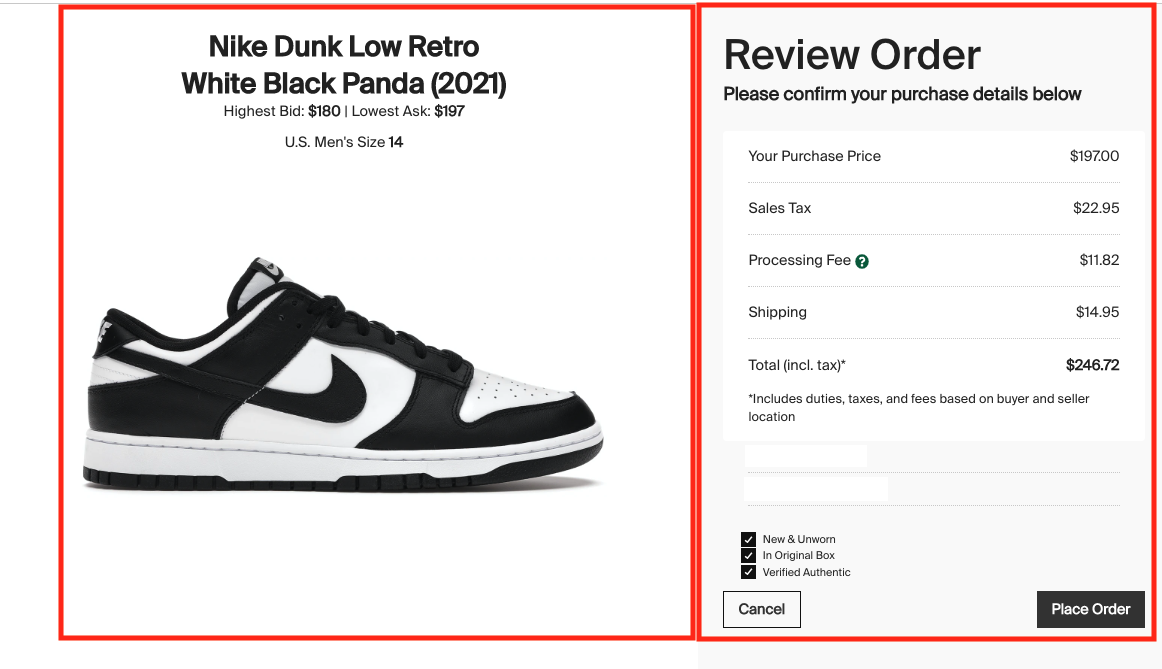 Nike Dunk Low Retro
White Black Panda (2021)
Highest Bid: $180 | Lowest Ask: $197
U.S. Men's Size 14
Review Order
Please confirm your purchase details below
Your Purchase Price $197.00
Sales Tax $22.95
Processing Fee ? $11.82
Shipping $14.95
Total (incl. tax)* $246.72
*Includes duties, taxes, and fees based on buyer and seller
location
New & Unworn
In Original Box
Verified Authentic
Cancel Place Order